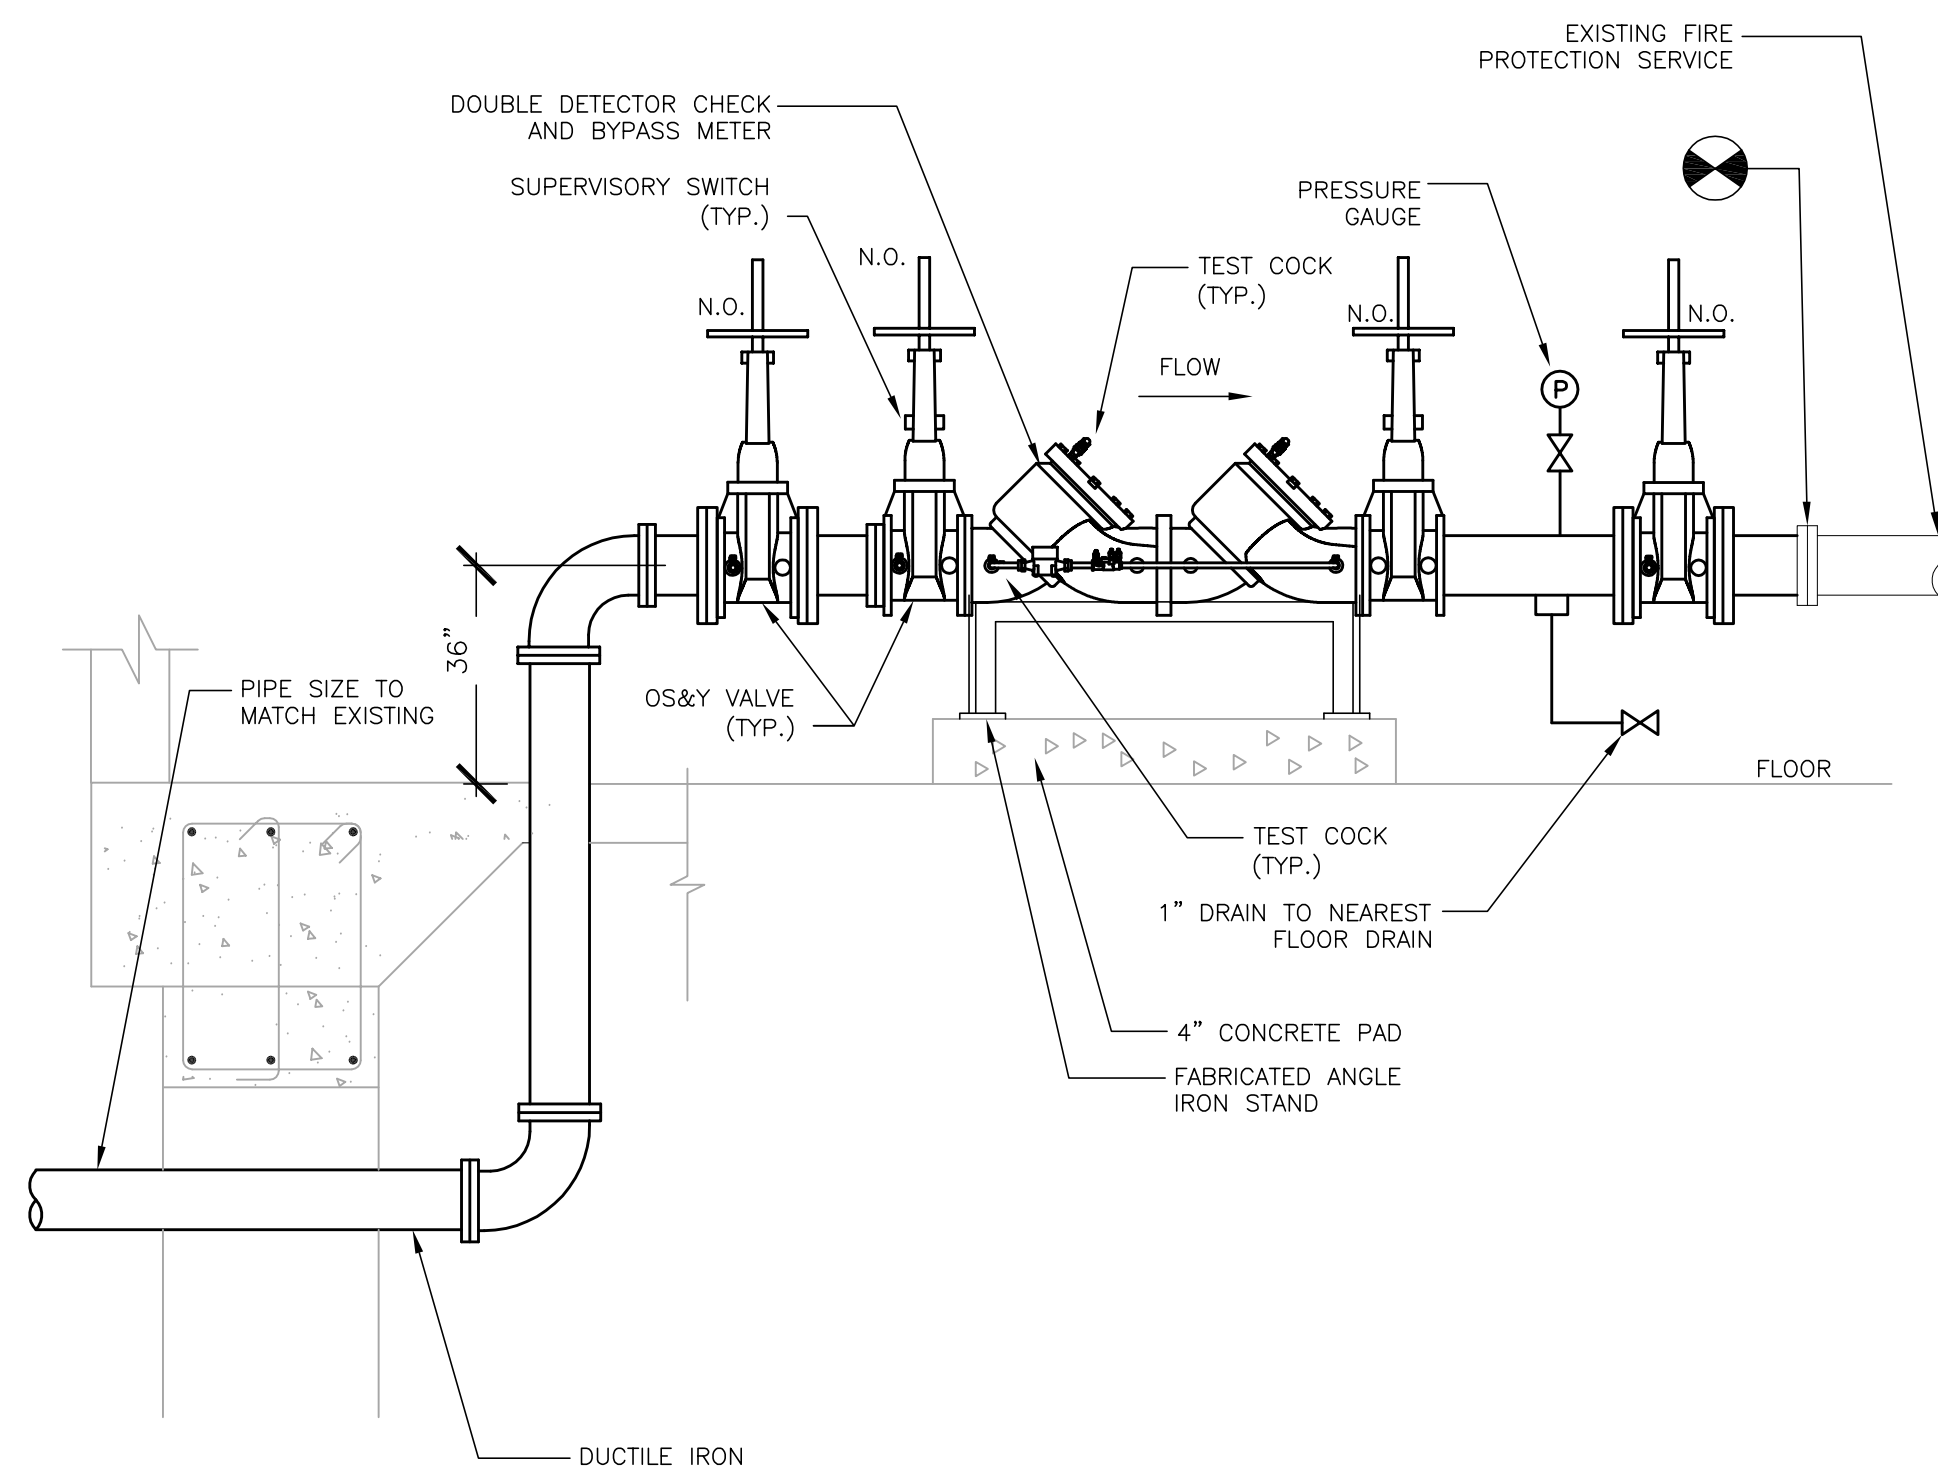 EXISTING FIRE
PROTECTION SERVICE
DOUBLE DETECTOR CHECK
AND BYPASS METER
SUPERVISORY SWITCH
(TYP.)
PRESSURE
GAUGE
N.O.
TEST COCK
(TYP.)
N.O.
N.O.
N.O.
FLOW
P
36”
PIPE SIZE TO
MATCH EXISTING
OS&Y VALVE
(TYP.)
FLOOR
TEST COCK
(TYP.)
1” DRAIN TO NEAREST
FLOOR DRAIN
4” CONCRETE PAD
FABRICATED ANGLE
IRON STAND
DUCTILE IRON